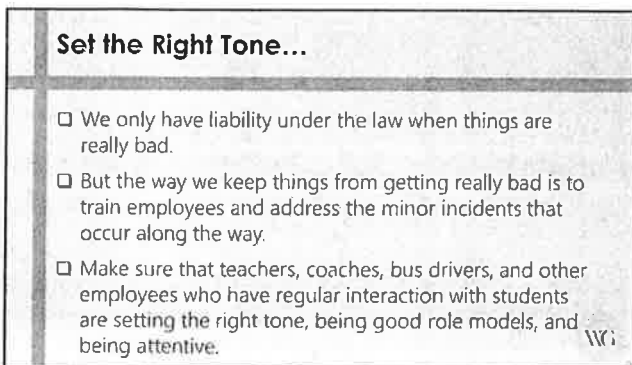 Set the Right Tone...
❑ We only have liability under the law when things are
really bad.
❑ But the way we keep things from getting really bad is to
train employees and address the minor incidents that
occur along the way.
❑ Make sure that teachers, coaches, bus drivers, and other
employees who have regular interaction with students
are setting the right tone, being good role models, and
being attentive.